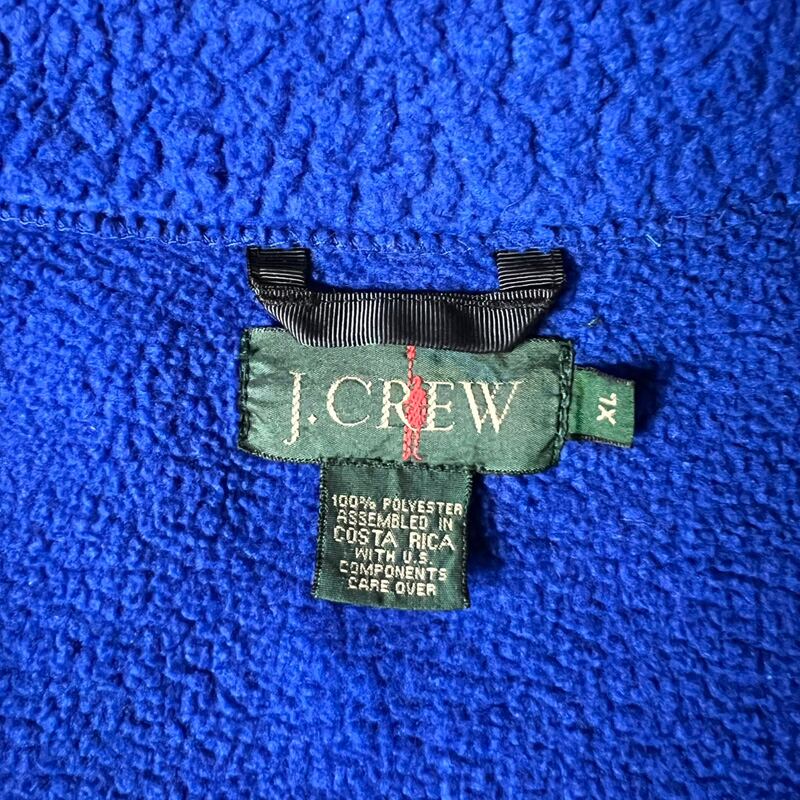 J.CREW
XL
100% POLYESTER
ASSEMBLED IN
COSTA RICA
WITH U.S.
COMPONENTS
CARE OVER